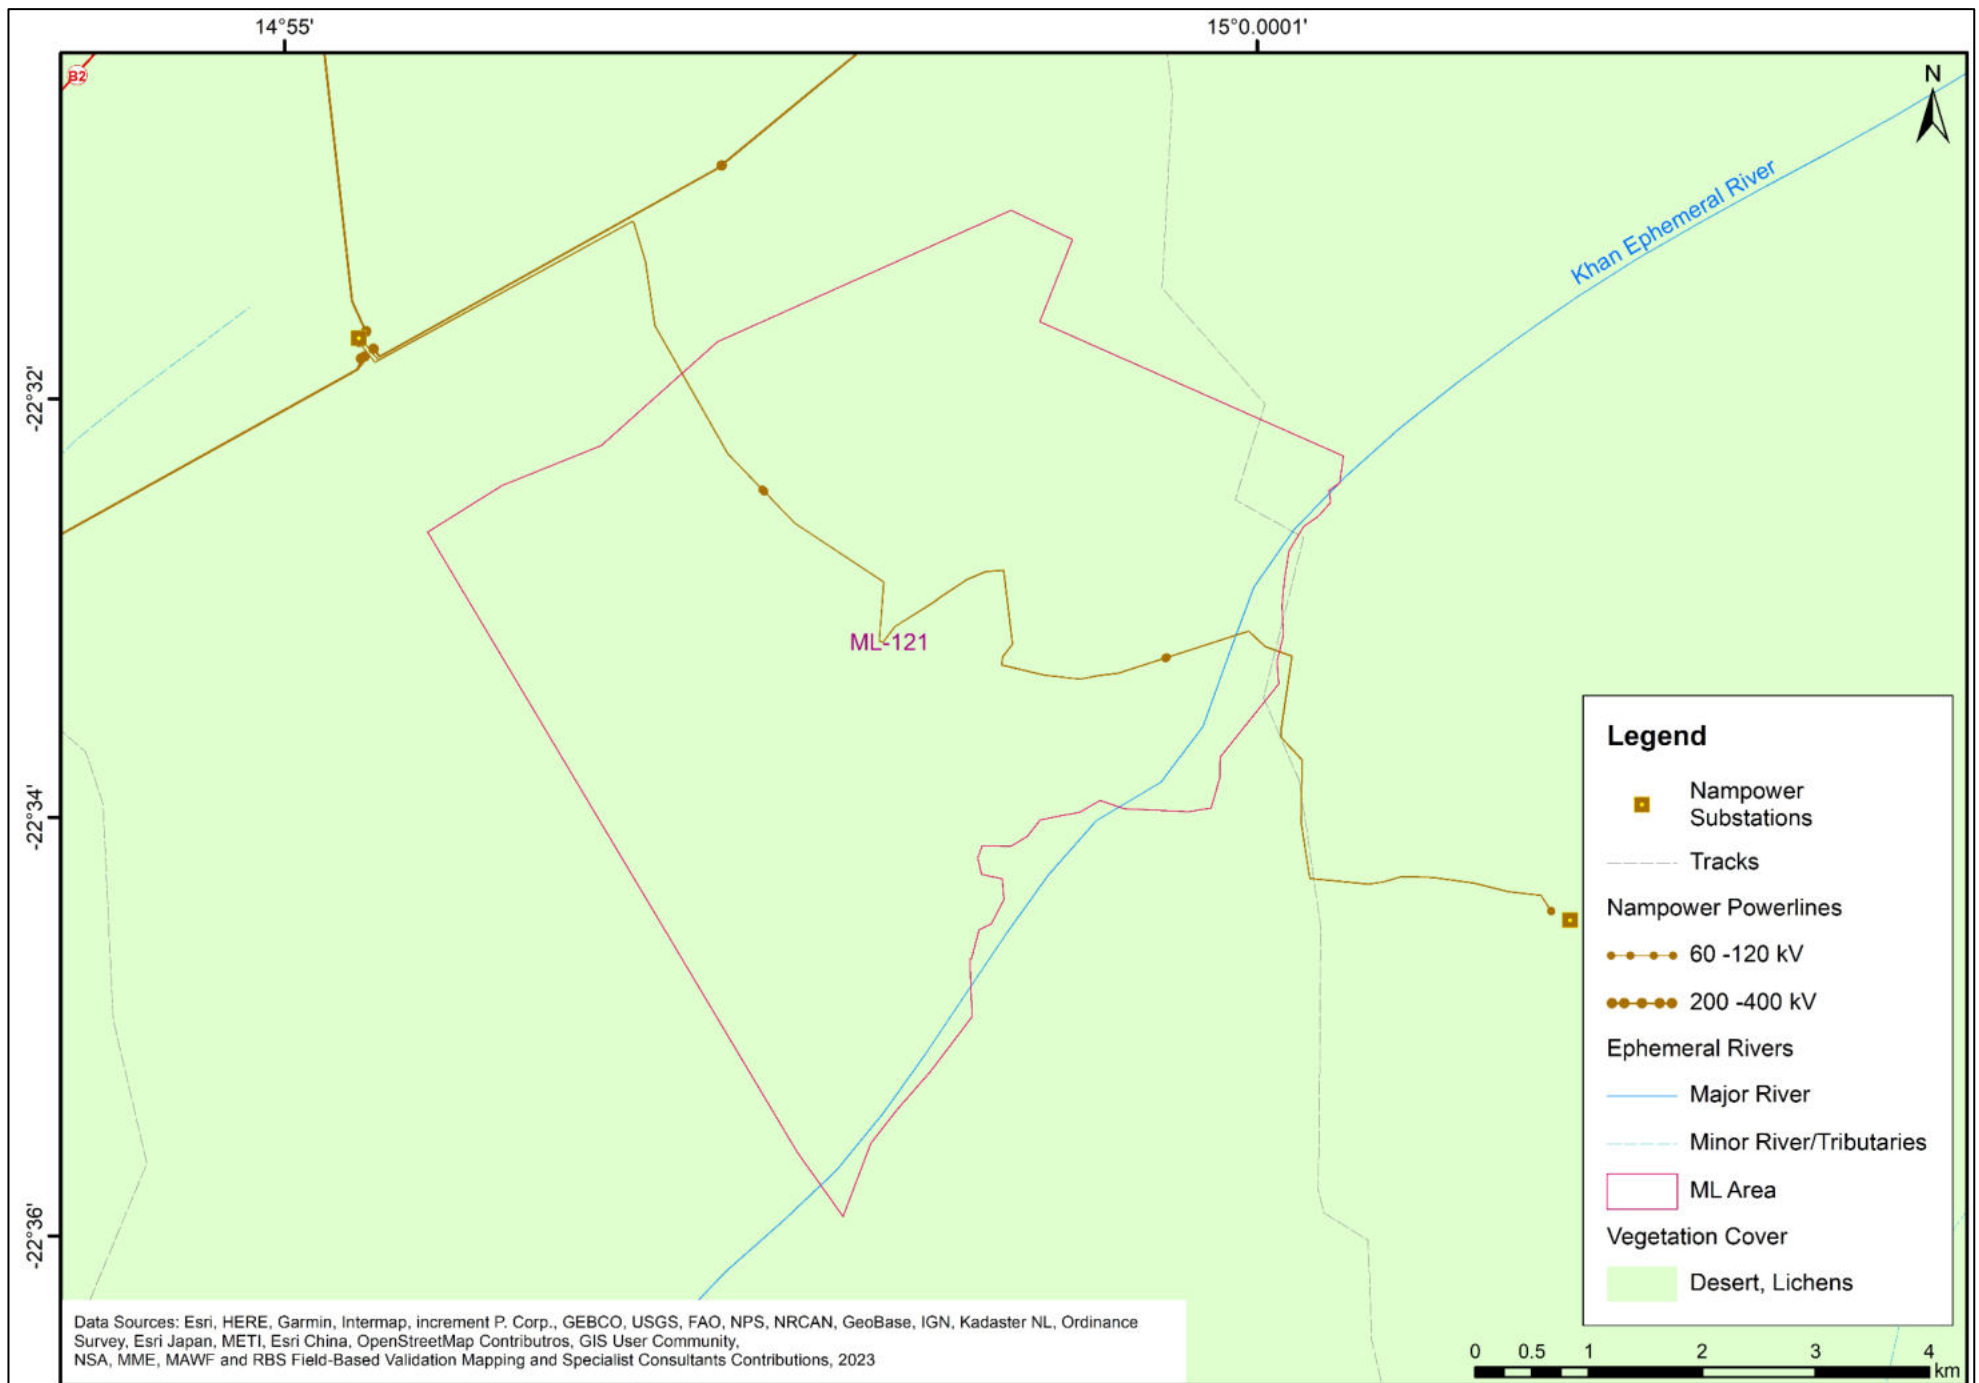 14°55'
15°0.0001'
B2
N
Khan Ephemeral River
-22°32'
ML-121
-22°34'
-22°36'
Legend
Nampower
Substations
Tracks
Nampower Powerlines
60 -120 kV
200 -400 kV
Ephemeral Rivers
Major River
Minor River/Tributaries
ML Area
Vegetation Cover
Desert, Lichens
Data Sources: Esri, HERE, Garmin, Intermap, increment P. Corp., GEBCO, USGS, FAO, NPS, NRCAN, GeoBase, IGN, Kadaster NL, Ordinance
Survey, Esri Japan, METI, Esri China, OpenStreetMap Contributros, GIS User Community,
NSA, MME, MAWF and RBS Field-Based Validation Mapping and Specialist Consultants Contributions, 2023
0 0.5 1 2 3 4
km